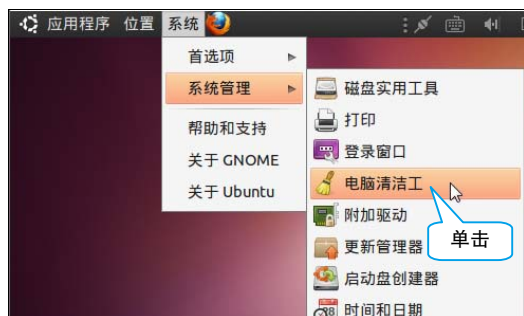 应用程序 位置 系统
首选项
系统管理
帮助和支持
关于 GNOME
关于 Ubuntu
磁盘实用工具
打印
登录窗口
电脑清洁工
附加驱动
更新管理器
启动盘创建器
时间和日期
单击